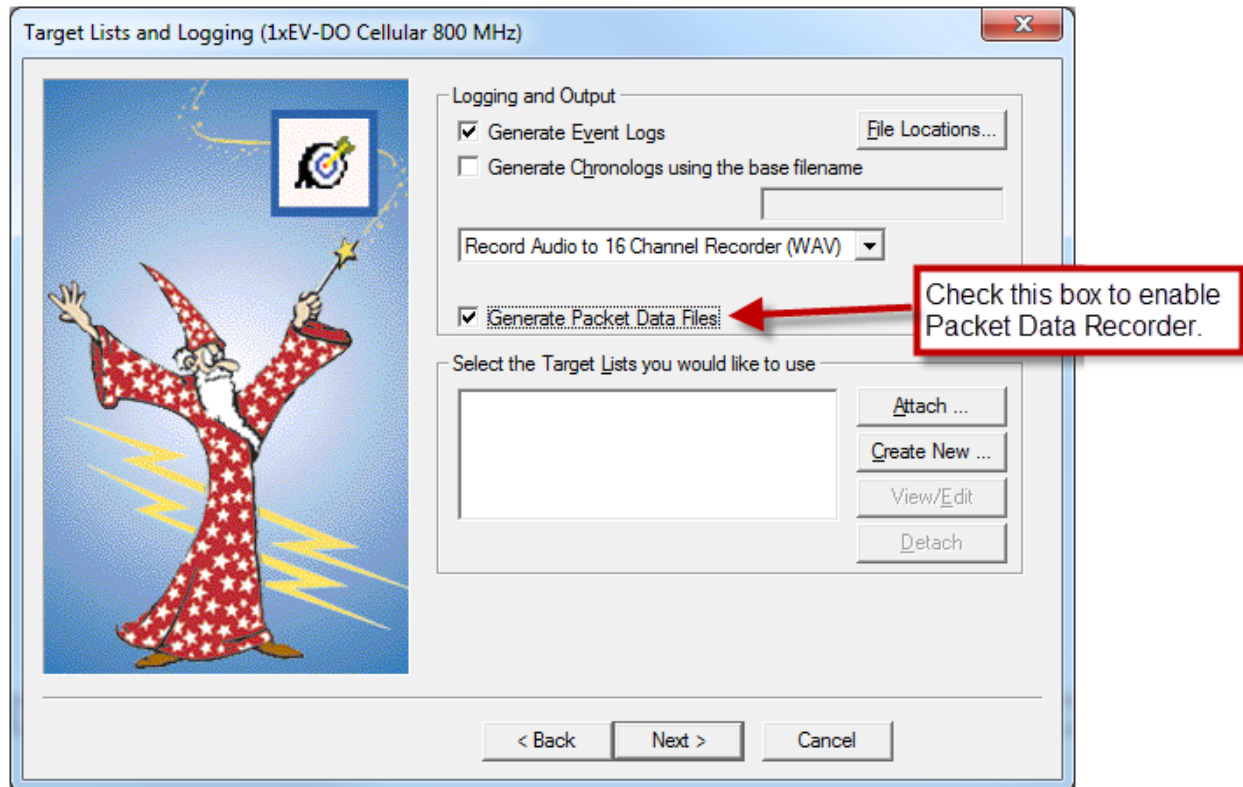 Target Lists and Logging (1xEV-DO Cellular 800 MHz)
Logging and Output
Generate Event Logs
File Locations...
Generate Chronologs using the base filename
Record Audio to 16 Channel Recorder (WAV)
Generate Packet Data Files
Check this box to enable
Packet Data Recorder.
Select the Target Lists you would like to use
Attach ...
Create New ...
View/Edit
Detach
< Back
Next >
Cancel